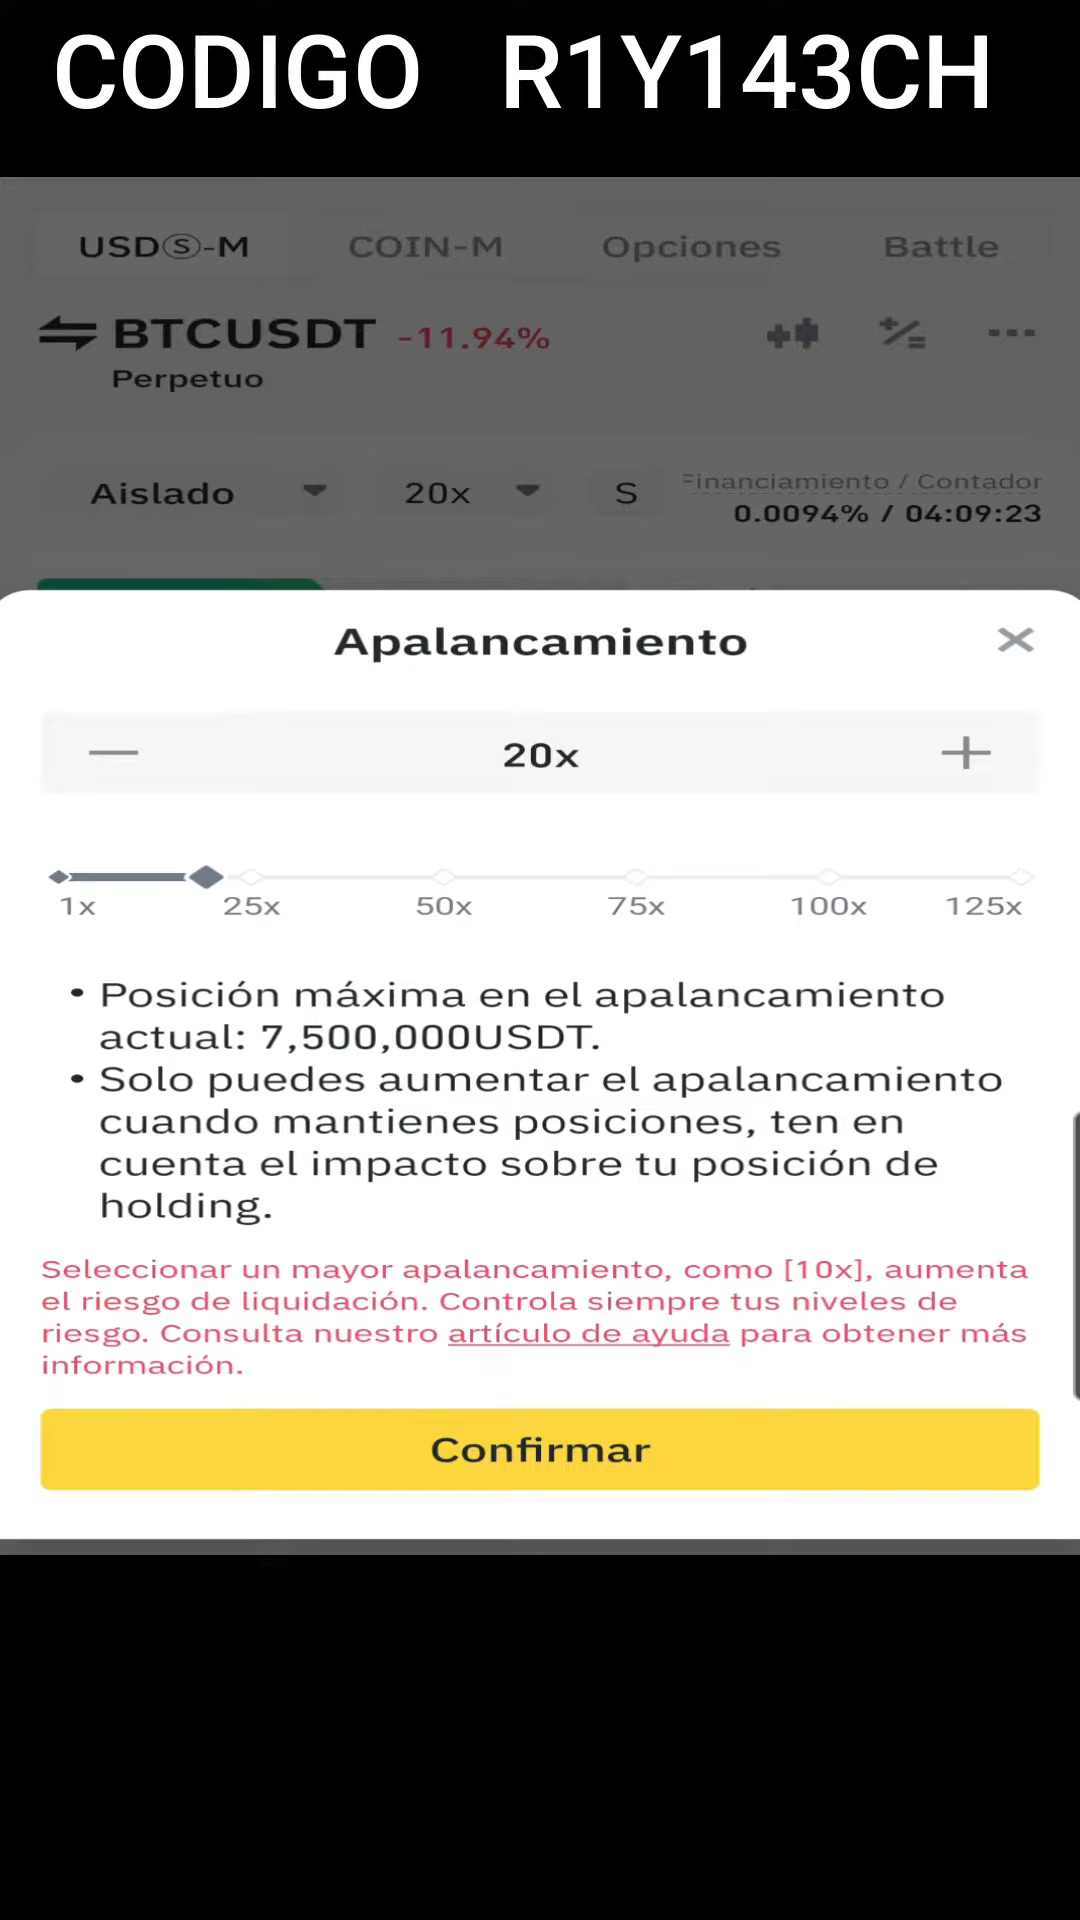 CODIGO R1Y143CH
USDⓈ-M COIN-M Opciones Battle
BTCUSDT -11.94%
Perpetuo
Aislado 20x S Financiamiento / Contador
0.0094% / 04:09:23
Apalancamiento
20x
1x 25x 50x 75x 100x 125x
• Posición máxima en el apalancamiento
actual: 7,500,000USDT.
• Solo puedes aumentar el apalancamiento
cuando mantienes posiciones, ten en
cuenta el impacto sobre tu posición de
holding.
Seleccionar un mayor apalancamiento, como [10x], aumenta
el riesgo de liquidación. Controla siempre tus niveles de
riesgo. Consulta nuestro artículo de ayuda para obtener más
información.
Confirmar